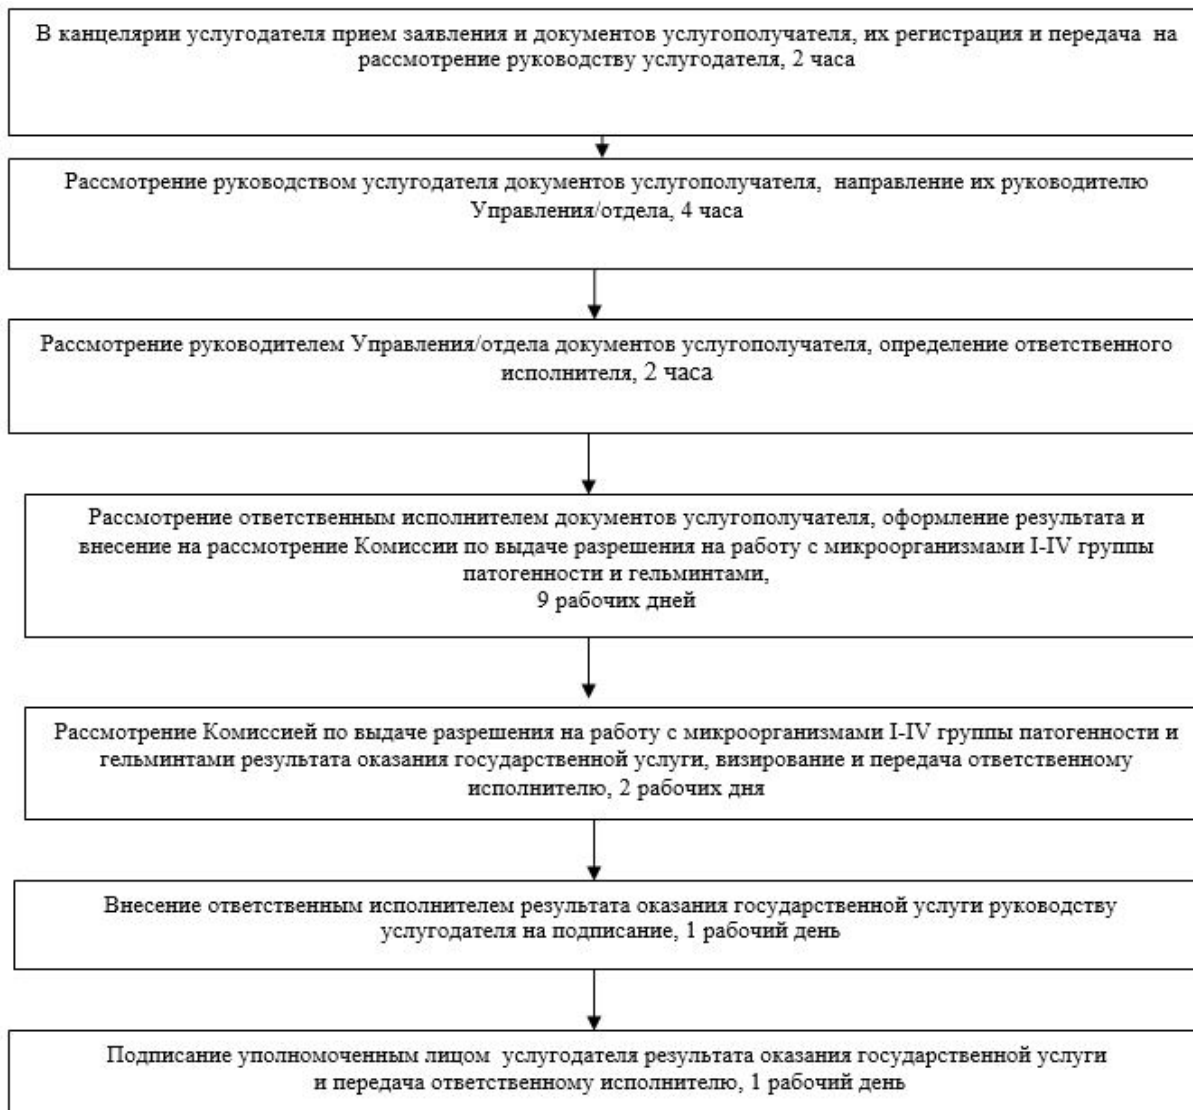 В канцелярии услугодателя прием заявления и документов услугополучателя, их регистрация и передача на
рассмотрение руководству услугодателя, 2 часа
Рассмотрение руководством услугодателя документов услугополучателя, направление их руководителю
Управления/отдела, 4 часа
Рассмотрение руководителем Управления/отдела документов услугополучателя, определение ответственного
исполнителя, 2 часа
Рассмотрение ответственным исполнителем документов услугополучателя, оформление результата и
внесение на рассмотрение Комиссии по выдаче разрешения на работу с микроорганизмами I-IV группы
патогенности и гельминтами,
9 рабочих дней
Рассмотрение Комиссией по выдаче разрешения на работу с микроорганизмами I-IV группы патогенности и
гельминтами результата оказания государственной услуги, визирование и передача ответственному
исполнителю, 2 рабочих дня
Внесение ответственным исполнителем результата оказания государственной услуги руководству
услугодателя на подписание, 1 рабочий день
Подписание уполномоченным лицом услугодателя результата оказания государственной услуги
и передача ответственному исполнителю, 1 рабочий день